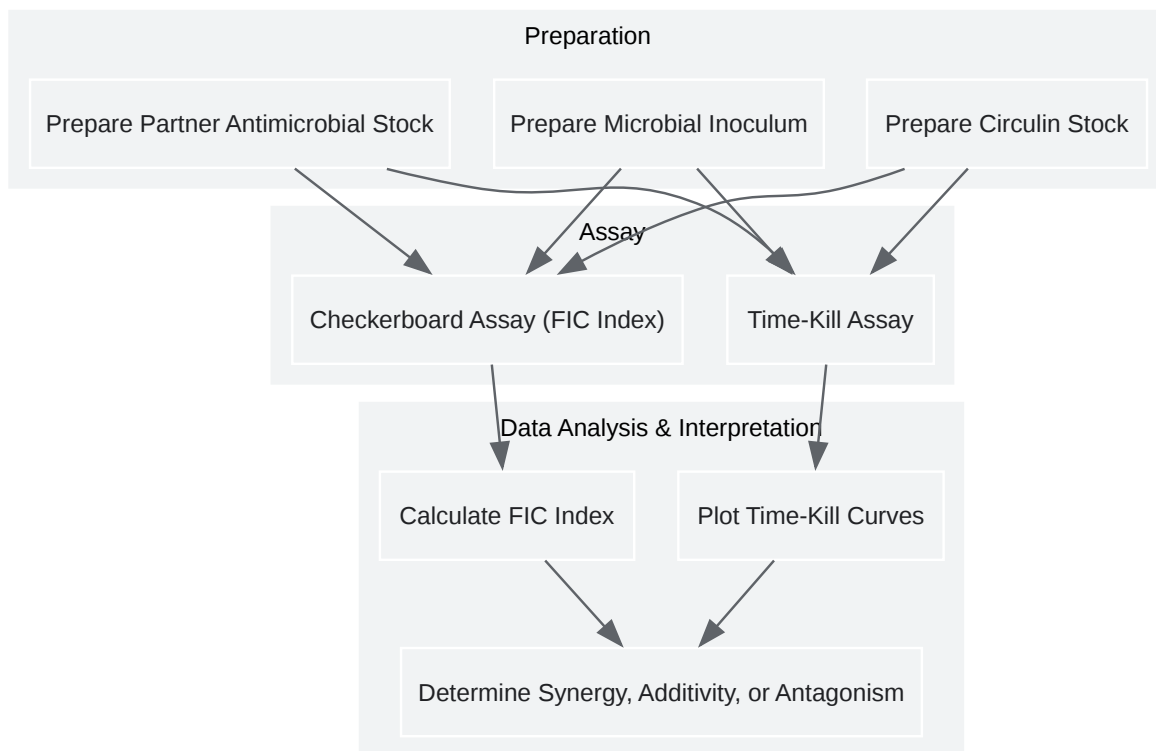 Preparation
Prepare Partner Antimicrobial Stock
Prepare Microbial Inoculum
Prepare Circulin Stock
Assay
Checkerboard Assay (FIC Index)
Time-Kill Assay
Data Analysis & Interpretation
Calculate FIC Index
Plot Time-Kill Curves
Determine Synergy, Additivity, or Antagonism